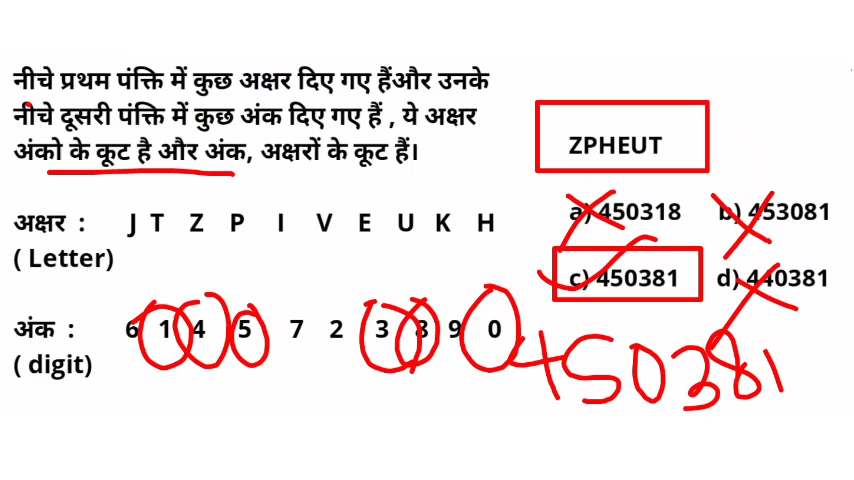 नीचे प्रथम पंक्ति में कुछ अक्षर दिए गए हैंऔर उनके
नीचे दूसरी पंक्ति में कुछ अंक दिए गए हैं , ये अक्षर
अंको के कूट है और अंक, अक्षरों के कूट हैं।
अक्षर : J T Z P I V E U K H
( Letter)
अंक : 6 1 4 5 7 2 3 8 9 0
( digit)
ZPHEUT
a) 450318 b) 453081
c) 450381 d) 440381
450381